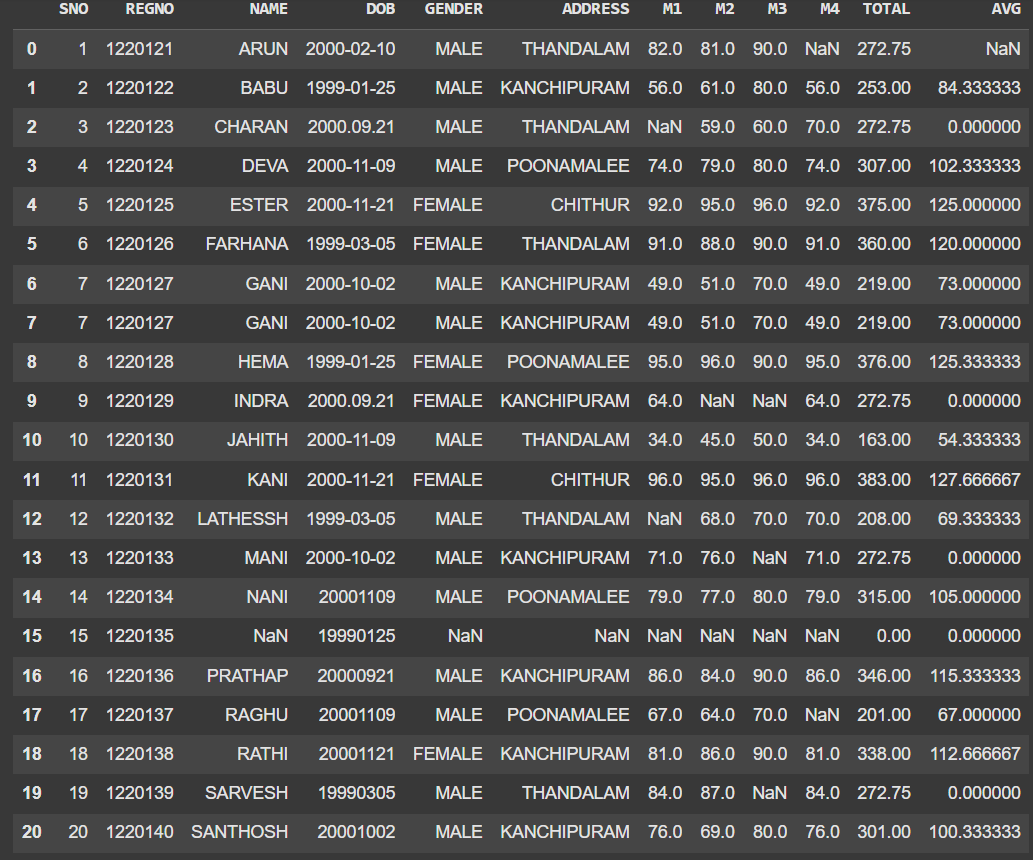 SNO REGNO NAME DOB GENDER ADDRESS M1 M2 M3 M4 TOTAL AVG
0 1 1220121 ARUN 2000-02-10 MALE THANDALAM 82.0 81.0 90.0 NaN 272.75 NaN
1 2 1220122 BABU 1999-01-25 MALE KANCHIPURAM 56.0 61.0 80.0 56.0 253.00 84.333333
2 3 1220123 CHARAN 2000.09.21 MALE THANDALAM NaN 59.0 60.0 70.0 272.75 0.000000
3 4 1220124 DEVA 2000-11-09 MALE POONAMALEE 74.0 79.0 80.0 74.0 307.00 102.333333
4 5 1220125 ESTER 2000-11-21 FEMALE CHITHUR 92.0 95.0 96.0 92.0 375.00 125.000000
5 6 1220126 FARHANA 1999-03-05 FEMALE THANDALAM 91.0 88.0 90.0 91.0 360.00 120.000000
6 7 1220127 GANI 2000-10-02 MALE KANCHIPURAM 49.0 51.0 70.0 49.0 219.00 73.000000
7 7 1220127 GANI 2000-10-02 MALE KANCHIPURAM 49.0 51.0 70.0 49.0 219.00 73.000000
8 8 1220128 HEMA 1999-01-25 FEMALE POONAMALEE 95.0 96.0 90.0 95.0 376.00 125.333333
9 9 1220129 INDRA 2000.09.21 FEMALE KANCHIPURAM 64.0 NaN NaN 64.0 272.75 0.000000
10 10 1220130 JAHITH 2000-11-09 MALE THANDALAM 34.0 45.0 50.0 34.0 163.00 54.333333
11 11 1220131 KANI 2000-11-21 FEMALE CHITHUR 96.0 95.0 96.0 96.0 383.00 127.666667
12 12 1220132 LATHESSH 1999-03-05 MALE THANDALAM NaN 68.0 70.0 70.0 208.00 69.333333
13 13 1220133 MANI 2000-10-02 MALE KANCHIPURAM 71.0 76.0 NaN 71.0 272.75 0.000000
14 14 1220134 NANI 20001109 MALE POONAMALEE 79.0 77.0 80.0 79.0 315.00 105.000000
15 15 1220135 NaN 19990125 NaN NaN NaN NaN NaN NaN 0.00 0.000000
16 16 1220136 PRATHAP 20000921 MALE KANCHIPURAM 86.0 84.0 90.0 86.0 346.00 115.333333
17 17 1220137 RAGHU 20001109 MALE POONAMALEE 67.0 64.0 70.0 NaN 201.00 67.000000
18 18 1220138 RATHI 20001121 FEMALE KANCHIPURAM 81.0 86.0 90.0 81.0 338.00 112.666667
19 19 1220139 SARVESH 19990305 MALE THANDALAM 84.0 87.0 NaN 84.0 272.75 0.000000
20 20 1220140 SANTHOSH 20001002 MALE KANCHIPURAM 76.0 69.0 80.0 76.0 301.00 100.333333